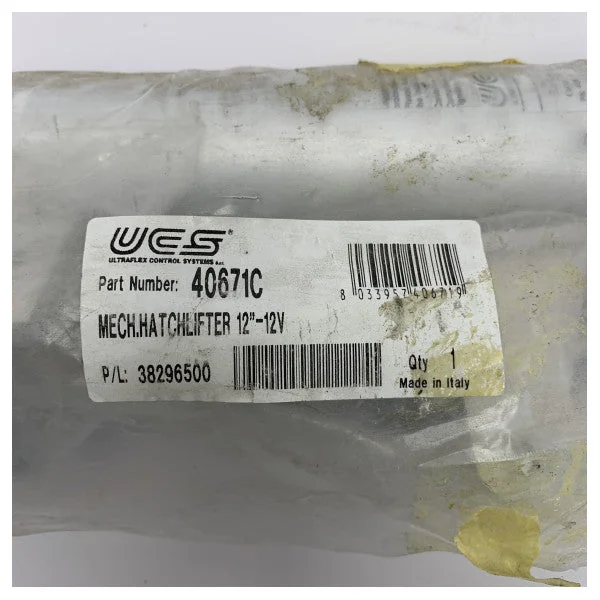 UCS®
ULTRAFLEX CONTROL SYSTEMS s.r.l.
Part Number: 40671C
8 033957 406719
MECH.HATCHLIFTER 12"-12V
P/L: 38296500
Qty 1
Made in Italy